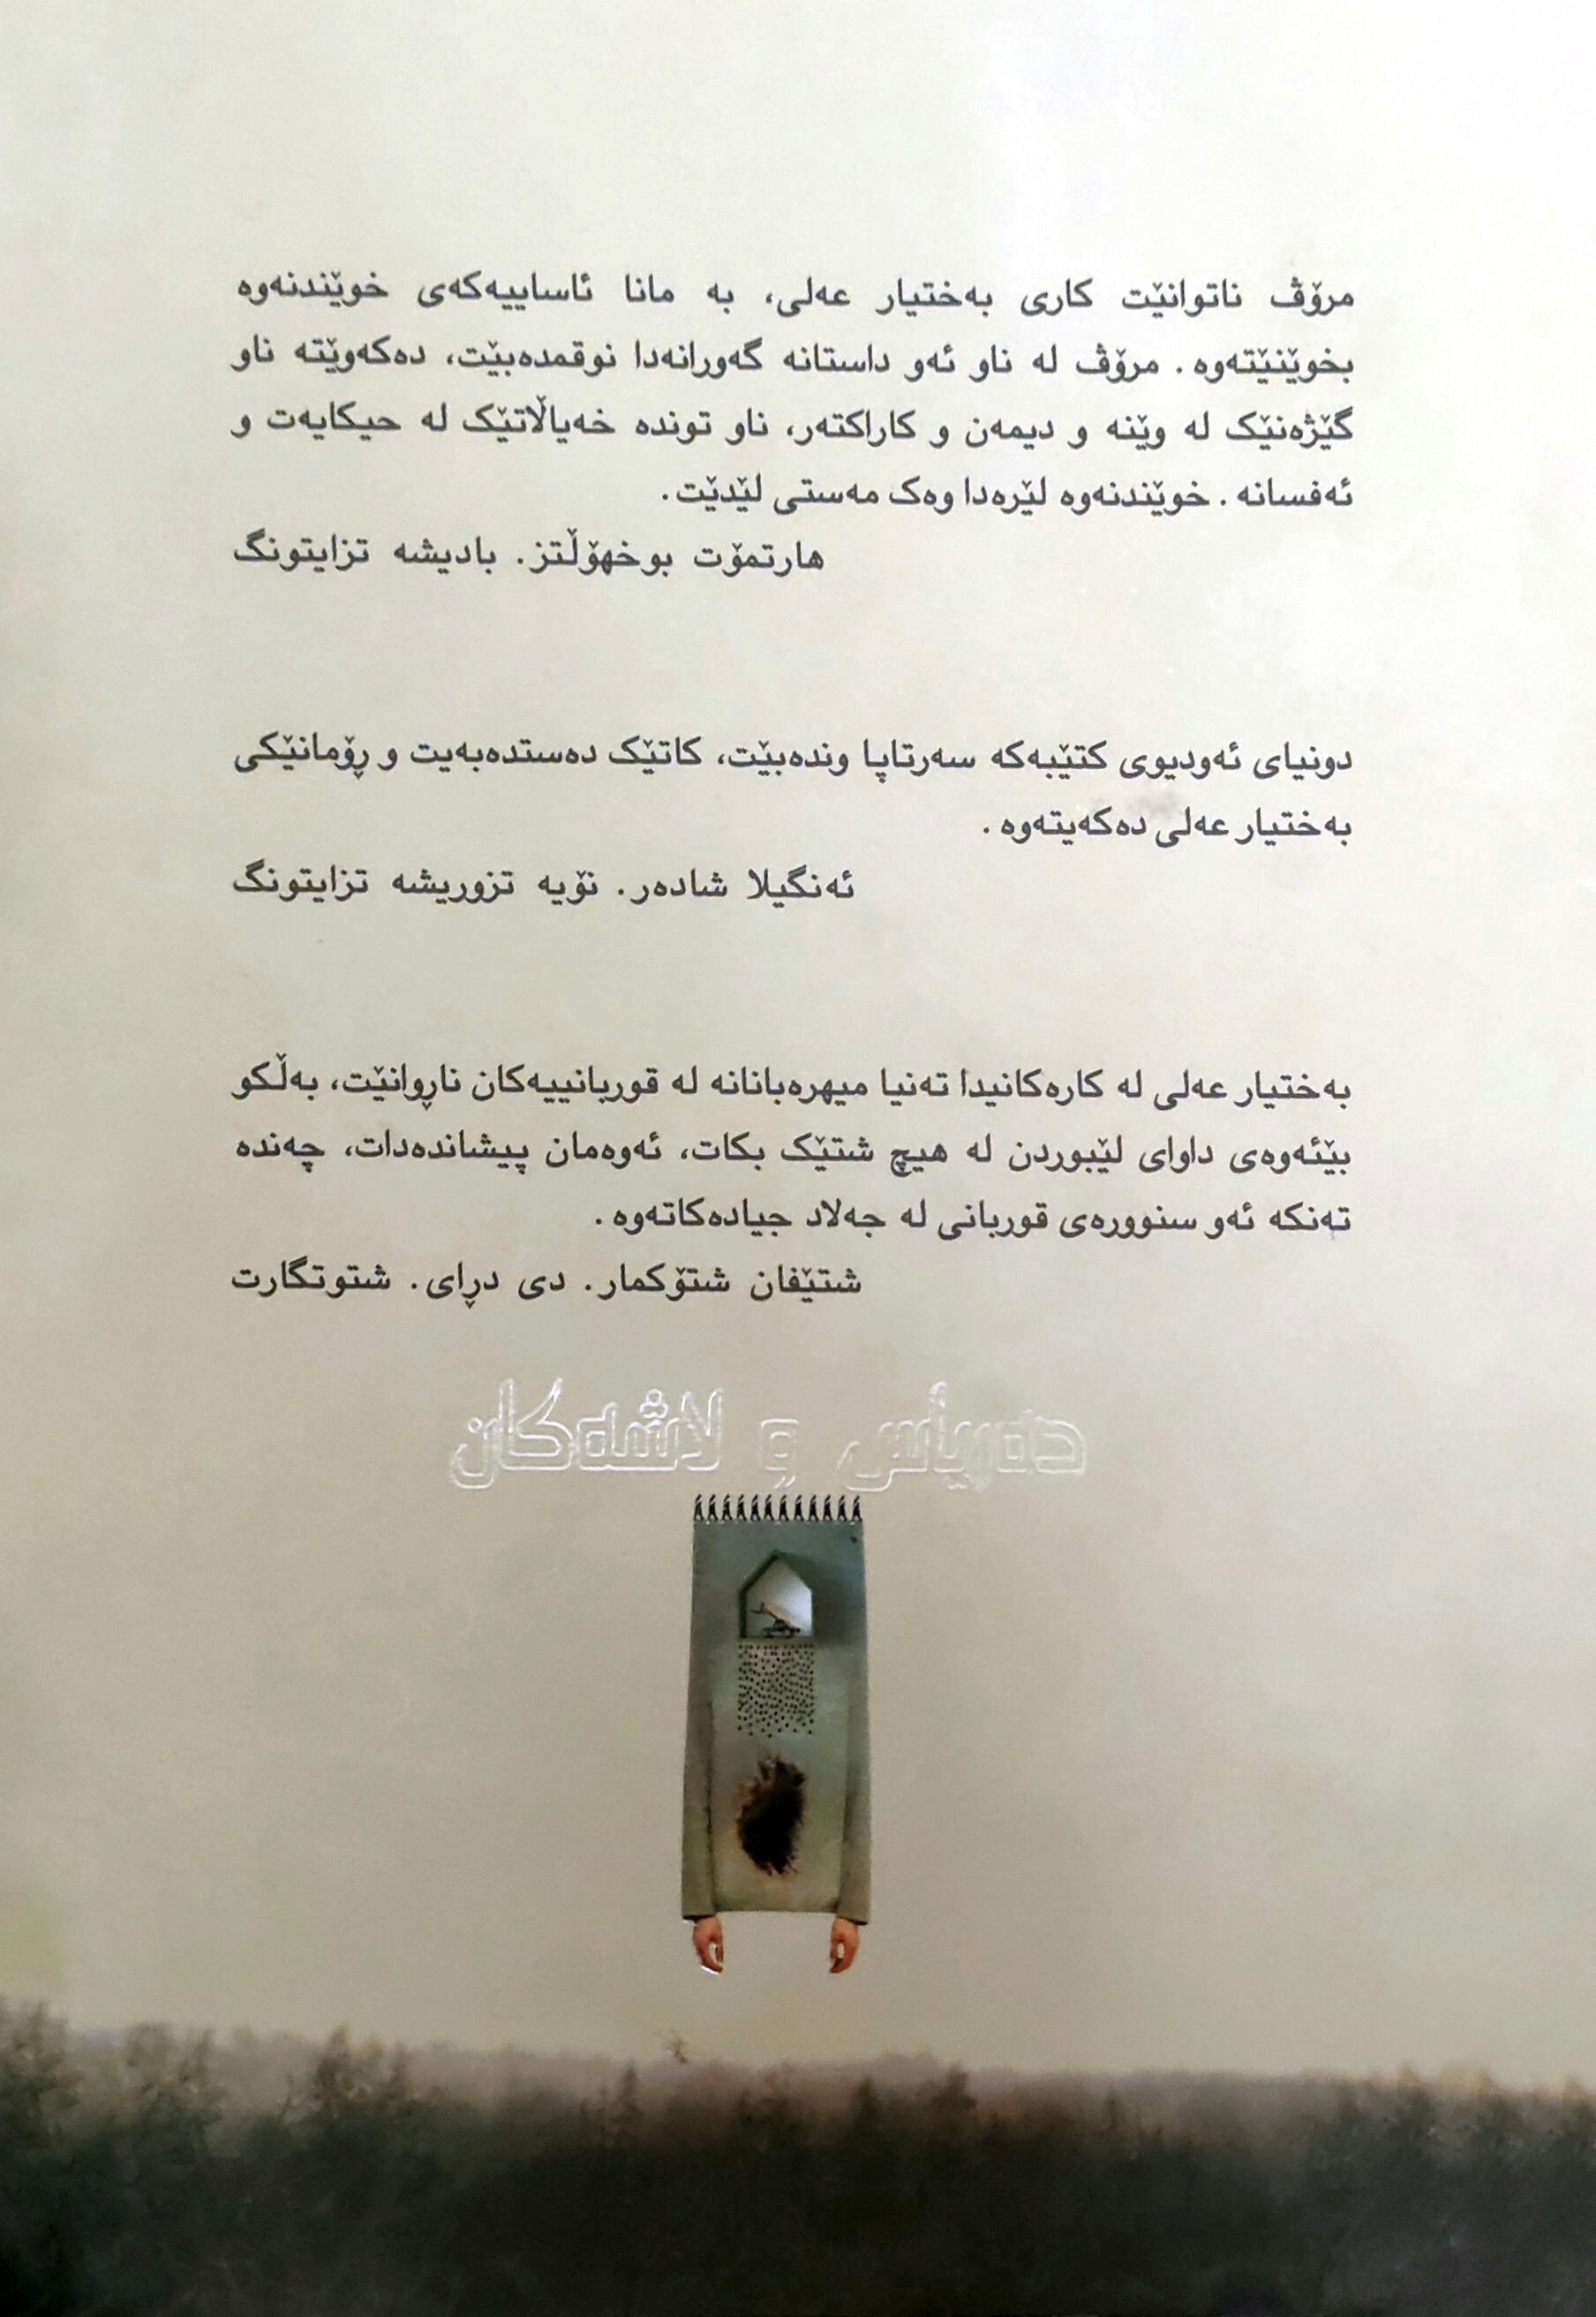 مرۆڤ ناتوانێت کاری بەختیار عەلی، بە مانا ئاساییەکەی خوێندنەوە
بخوێنێتەوە. مرۆڤ لە ناو ئەو داستانە گەورانەدا نوقمدەبێت، دەکەوێتە ناو
گێژەنێک لە وێنە و دیمەن و کاراکتەر، ناو توندە خەیاڵاتێک لە حیکایەت و
ئەفسانە. خوێندنەوە لێرەدا وەک مەستی لێدێت.
هارتمۆت بوخهۆڵتز. بادیشە تزایتونگ
دونیای ئەودیوی کتێبەکە سەرتاپا وندەبێت، کاتێک دەستدەبەیت و ڕۆمانێکی
بەختیار عەلی دەکەیتەوە.
ئەنگیلا شادەر. نۆیە تزوریشە تزایتونگ
بەختیار عەلی لە کارەکانیدا تەنیا میهرەبانانە لە قوربانییەکان ناڕوانێت، بەڵکو
بێئەوەی داوای لێبوردن لە هیچ شتێک بکات، ئەوەمان پیشاندەدات، چەندە
تەنکە ئەو سنوورەی قوربانی لە جەلاد جیادەکاتەوە.
شتێفان شتۆکمار. دی دڕای. شتوتگارت
دەریاس و لاشەکان